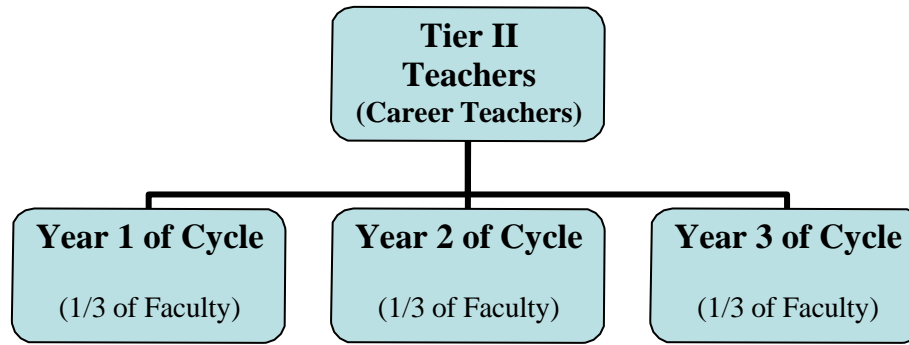 Tier II
Teachers
(Career Teachers)
Year 1 of Cycle
(1/3 of Faculty)
Year 2 of Cycle
(1/3 of Faculty)
Year 3 of Cycle
(1/3 of Faculty)